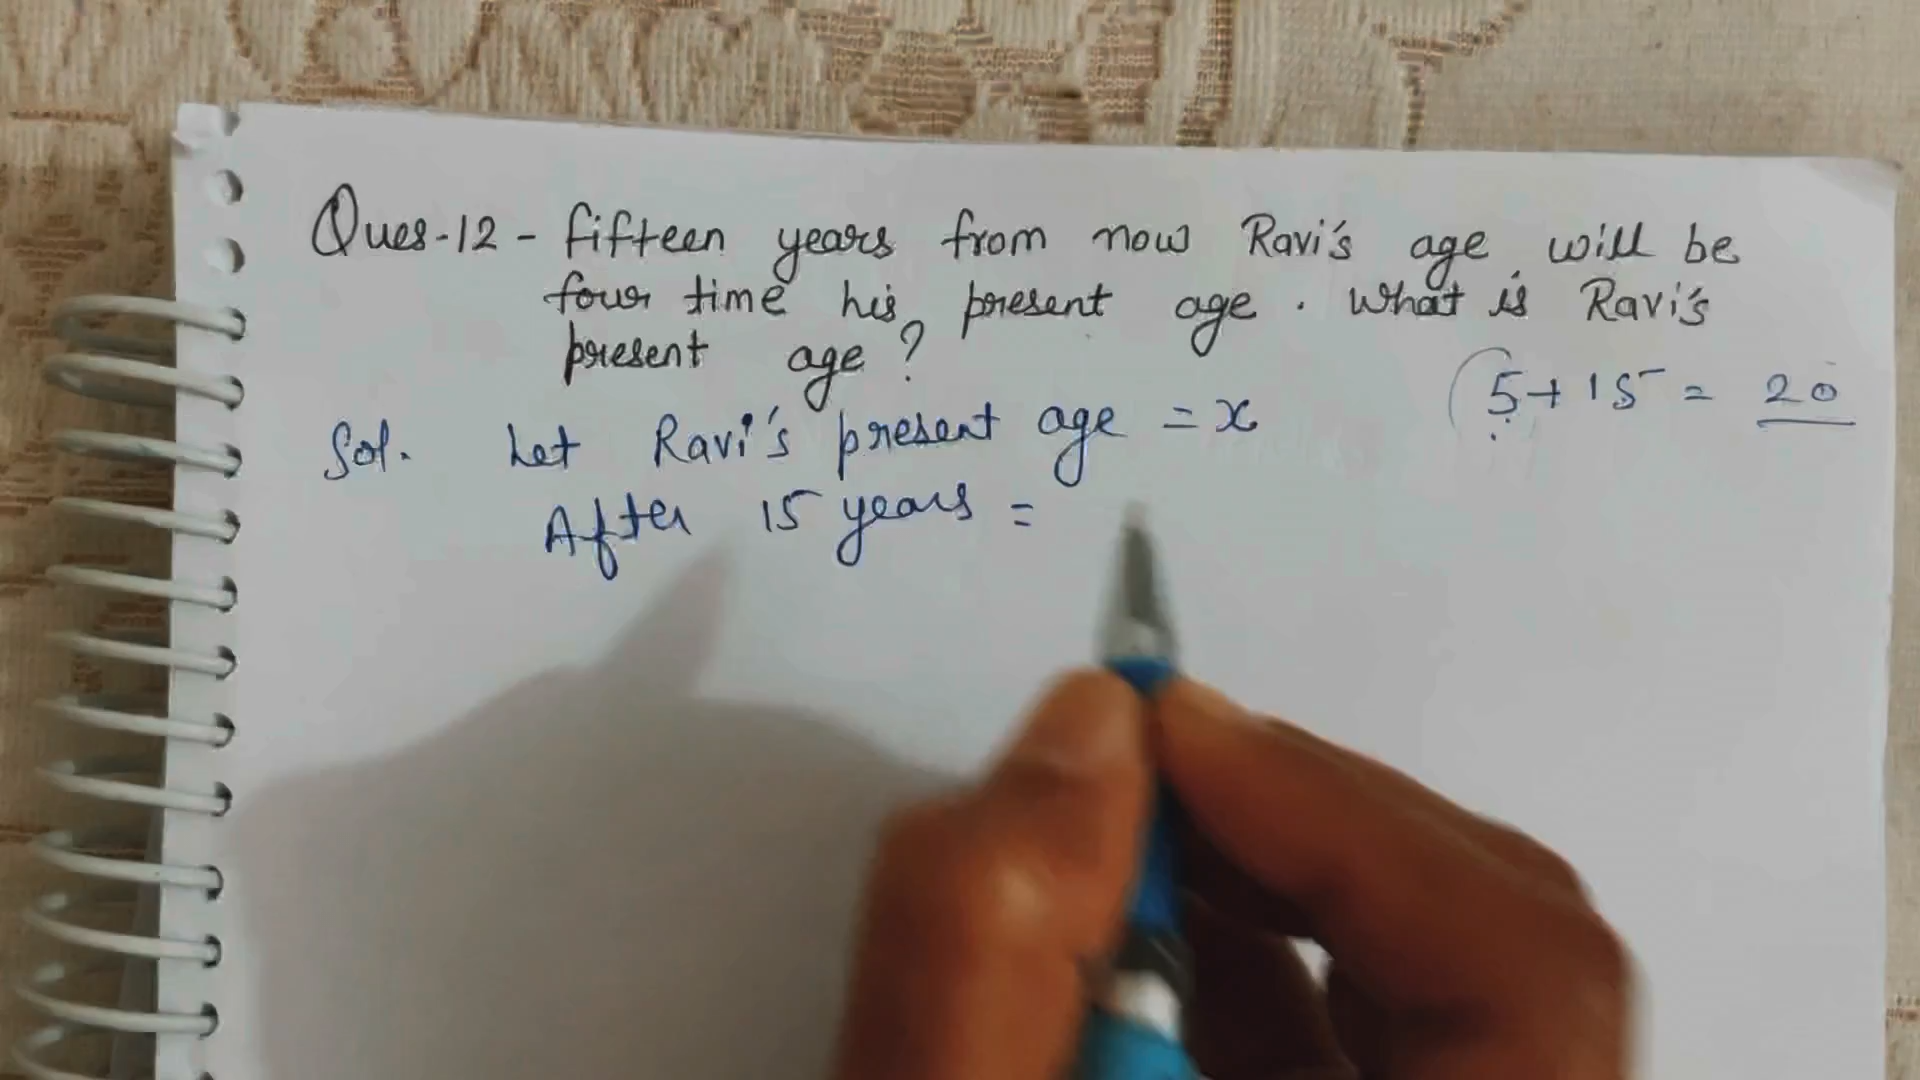 Ques-12 - fifteen years from now Ravi's age will be
four time his present age. What is Ravi's
present age?
5+15 = 20
Sol. Let Ravi's present age = x
After 15 years =